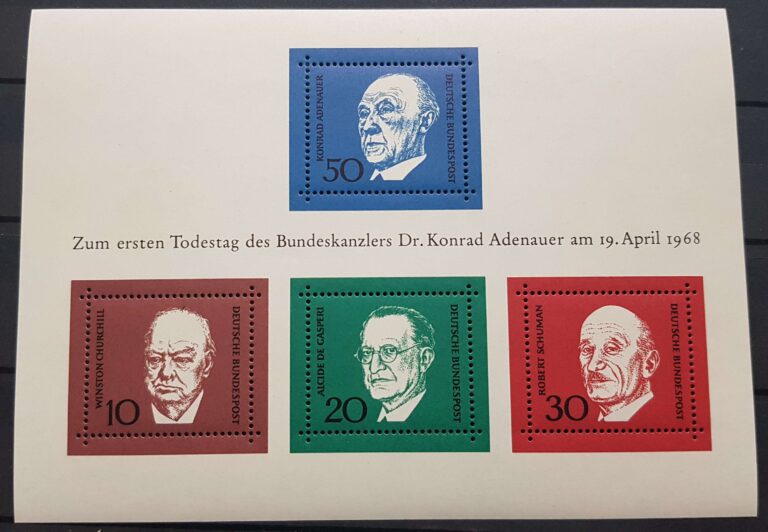 KONRAD ADENAUER
50
DEUTSCHE BUNDESPOST
Zum ersten Todestag des Bundeskanzlers Dr. Konrad Adenauer am 19. April 1968
WINSTON CHURCHILL
10
DEUTSCHE BUNDESPOST
ALCIDE DE GASPERI
20
DEUTSCHE BUNDESPOST
ROBERT SCHUMAN
30
DEUTSCHE BUNDESPOST